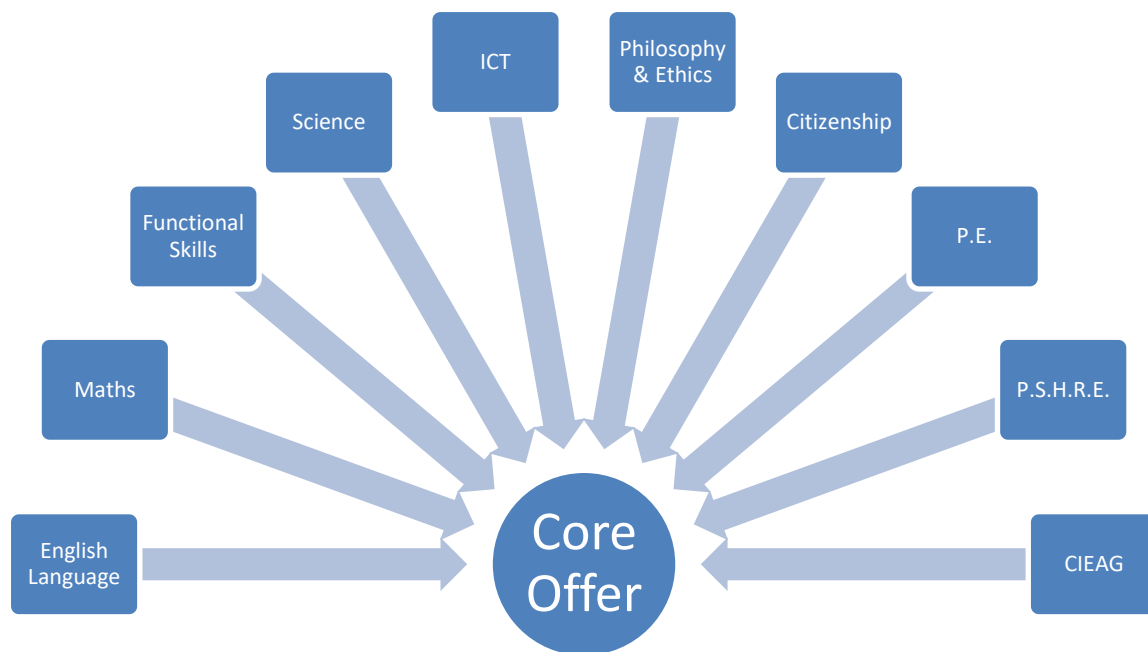 English
Language
Maths
Functional
Skills
Science
ICT
Philosophy
& Ethics
Citizenship
P.E.
P.S.H.R.E.
CIEAG
Core
Offer